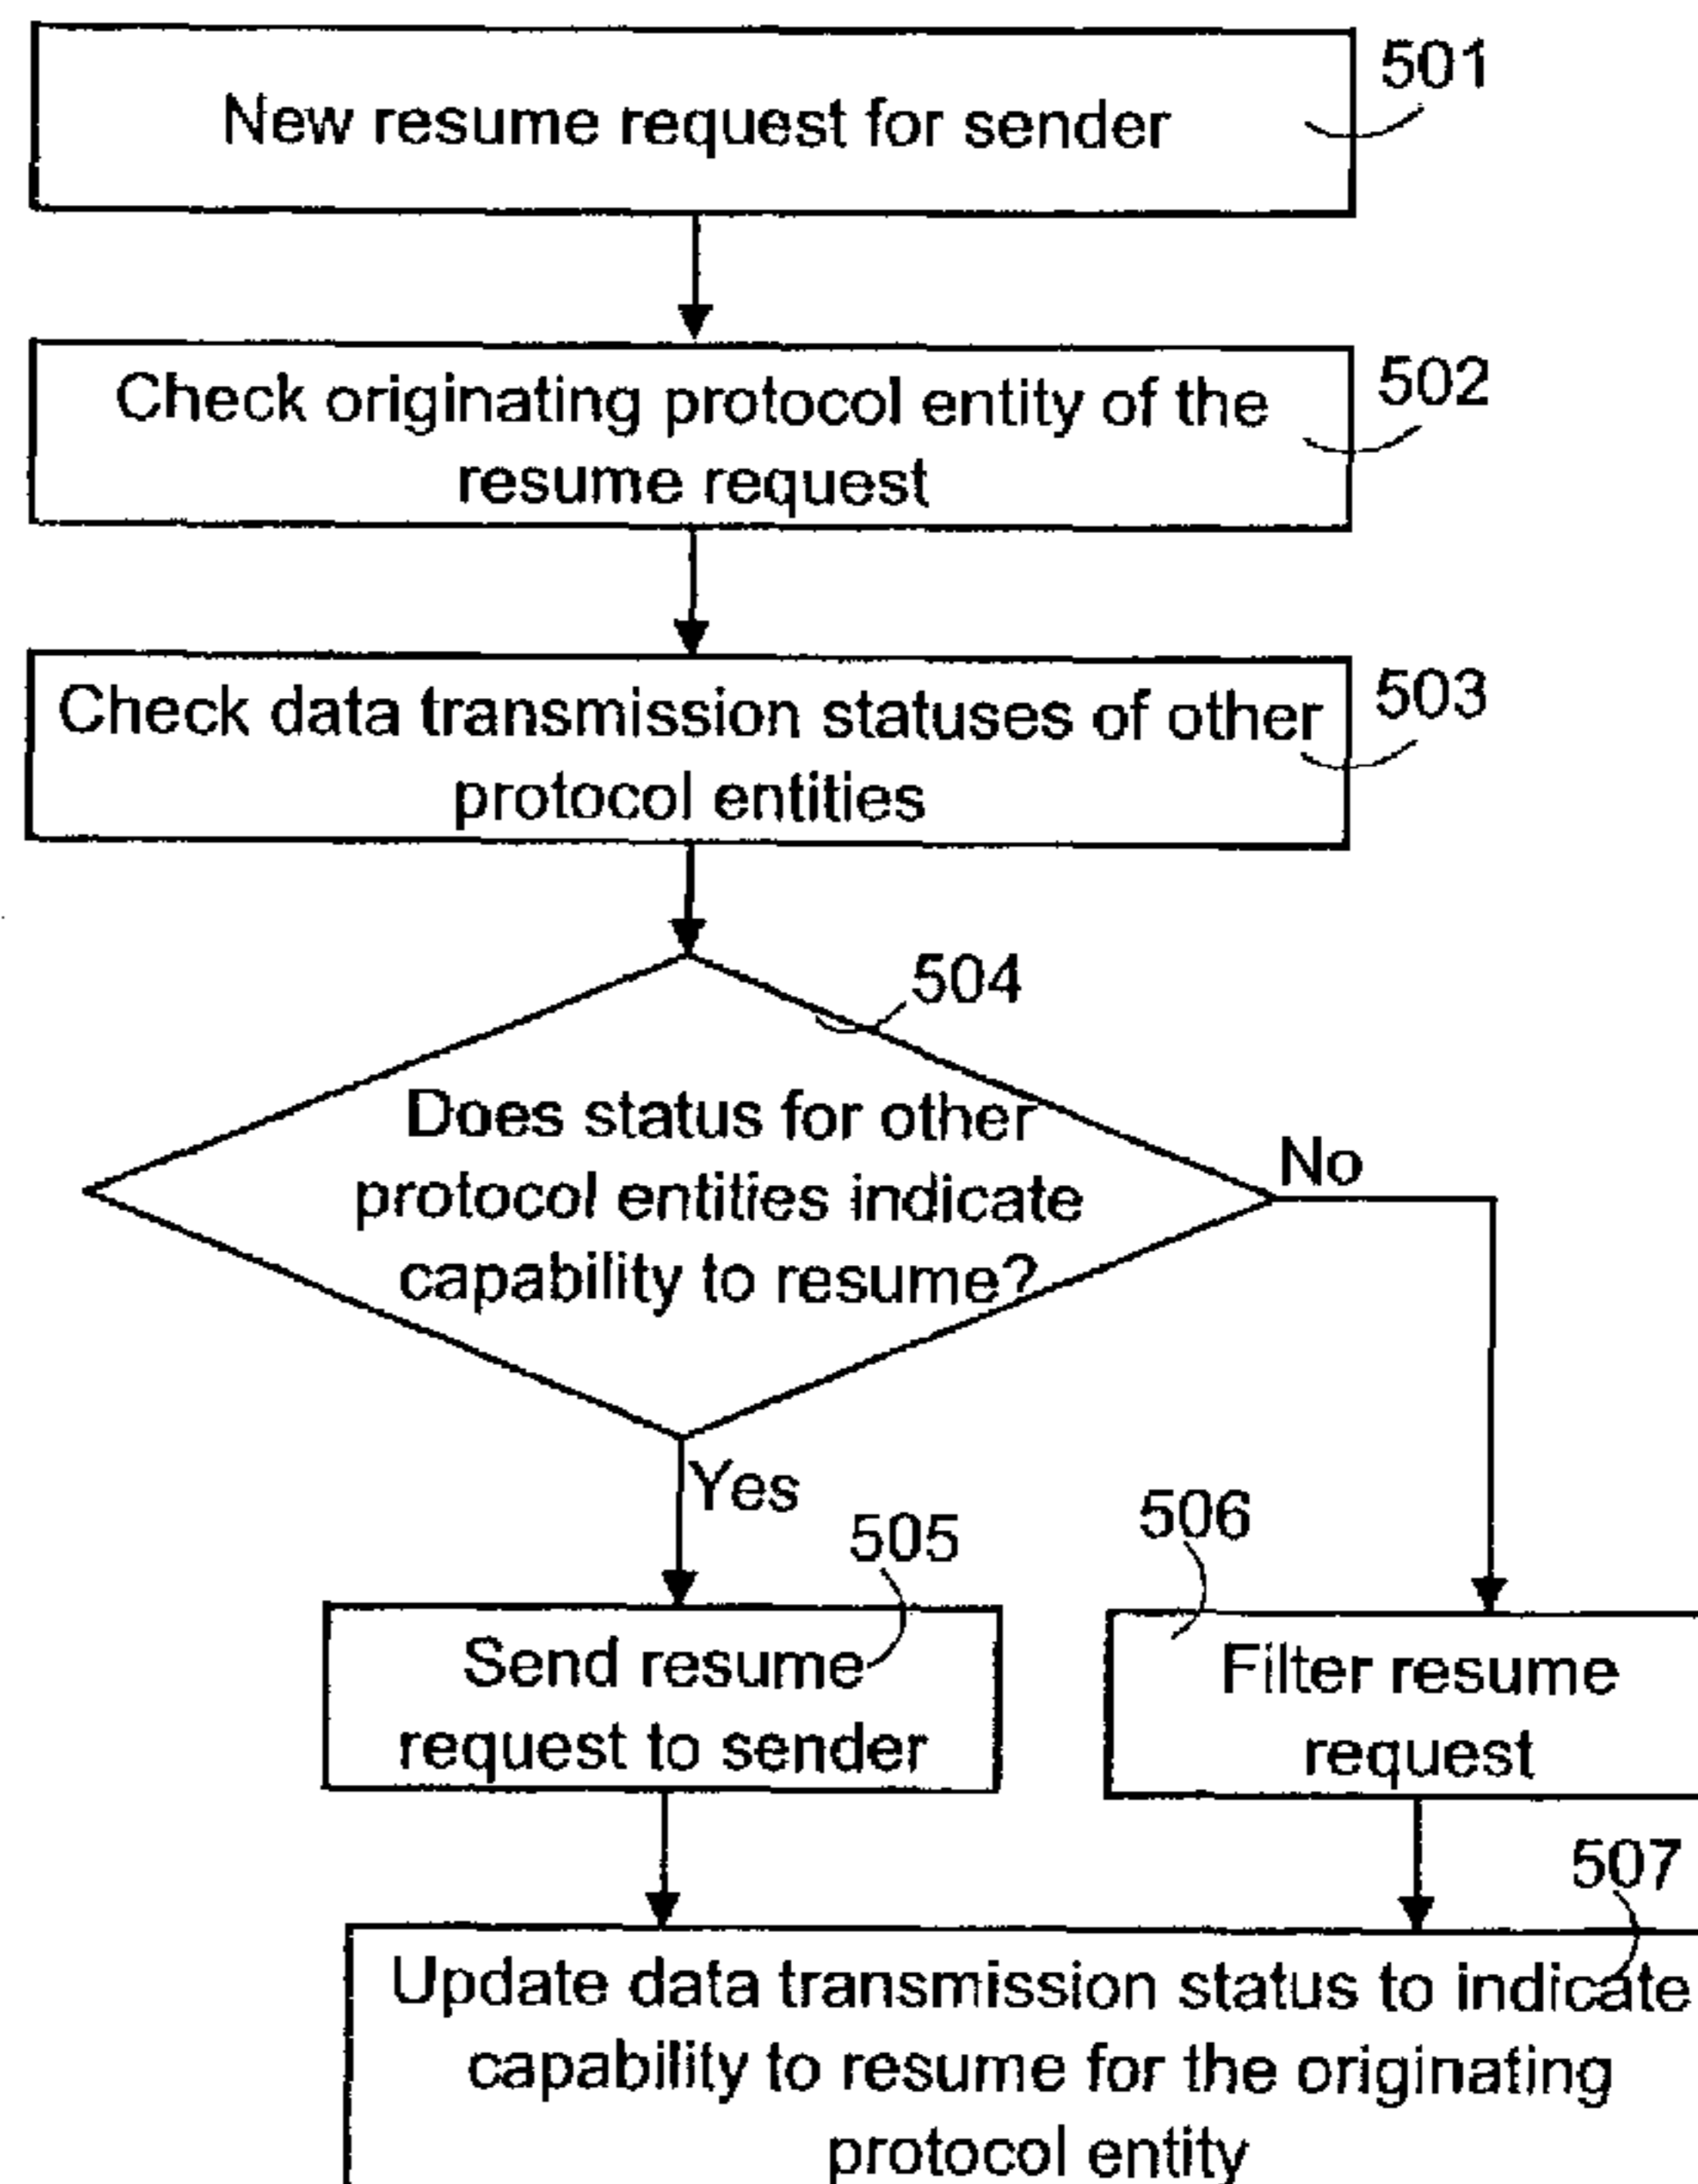 501
New resume request for sender
502
Check originating protocol entity of the
resume request
503
Check data transmission statuses of other
protocol entities
504
Does status for other
protocol entities indicate
capability to resume?
No
Yes
505
506
Send resume
request to sender
Filter resume
request
507
Update data transmission status to indicate
capability to resume for the originating
protocol entity